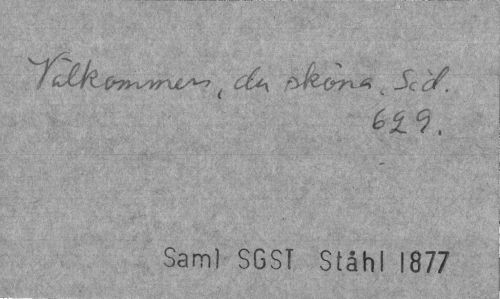 Välkommen, du sköna. Sid.
629.
Saml SGST Ståhl 1877